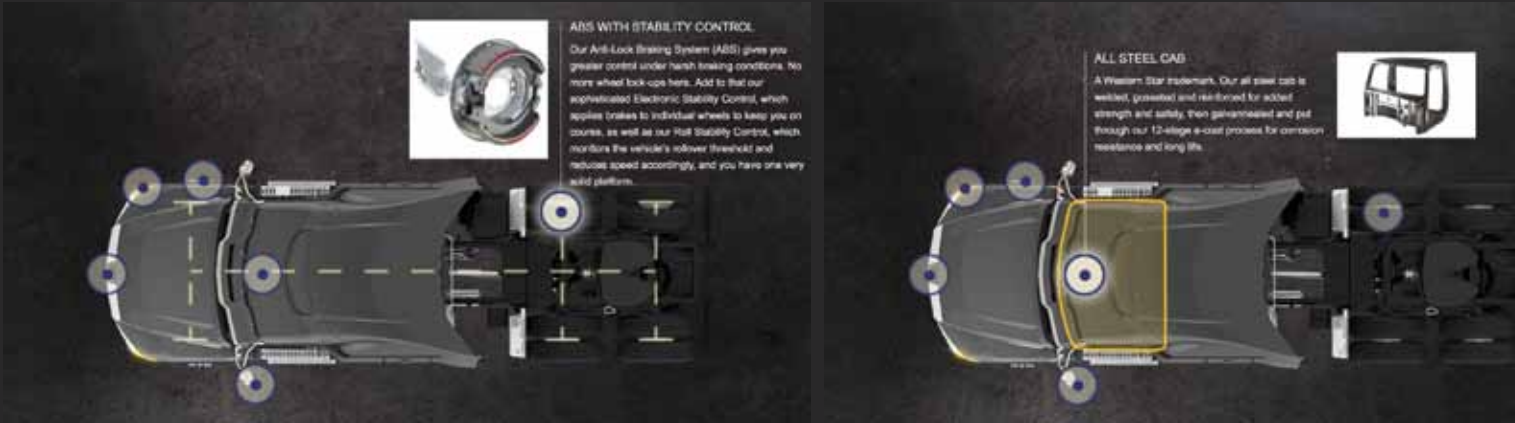 ABS WITH STABILITY CONTROL
Our Anti-Lock Braking System (ABS) gives you
greater control under harsh braking conditions. No
more wheel lock-ups here. Add to that our
sophisticated Electronic Stability Control, which
applies brakes to individual wheels to keep you on
course, as well as our Roll Stability Control, which
monitors the vehicle's rollover threshold and
reduces speed accordingly, and you have one very
solid platform.
ALL STEEL CAB
A Western Star trademark. Our all steel cab is
welded, gusseted and reinforced for added
strength and safety, then galvannealed and put
through our 12-stage e-coat process for corrosion
resistance and long life.